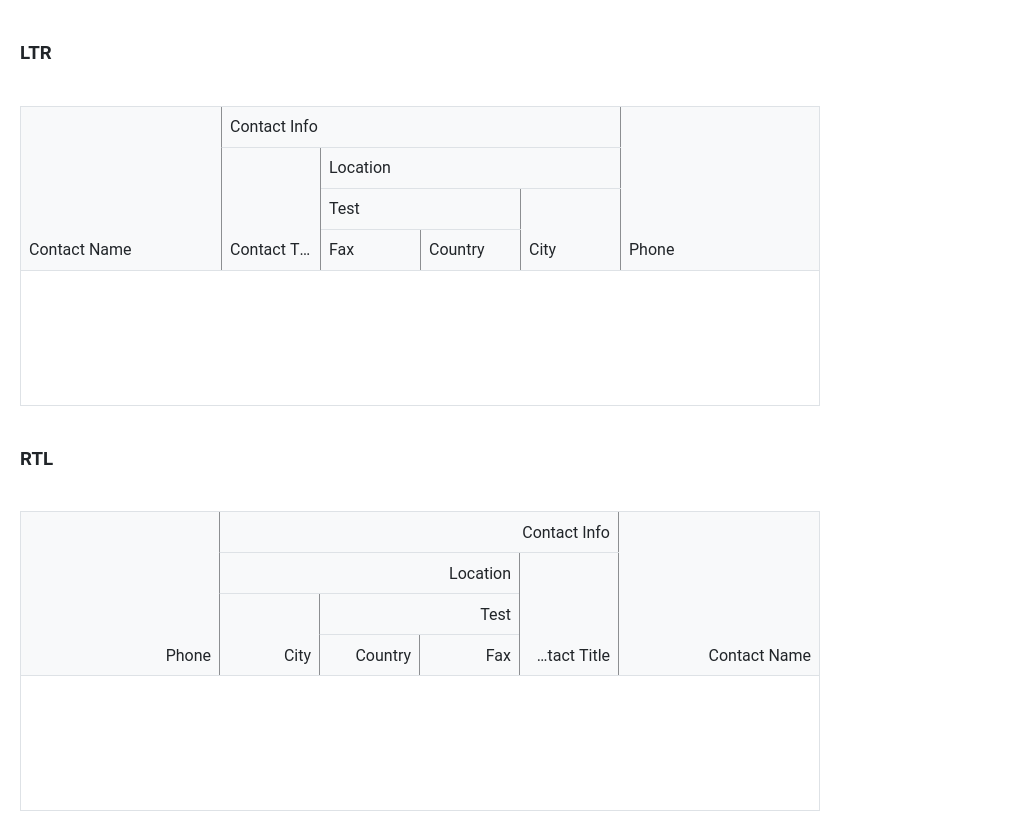 LTR
Contact Info
Location
Test
Contact Name Contact T... Fax Country City Phone
RTL
Contact Info
Location
Test
Phone City Country Fax ...tact Title Contact Name